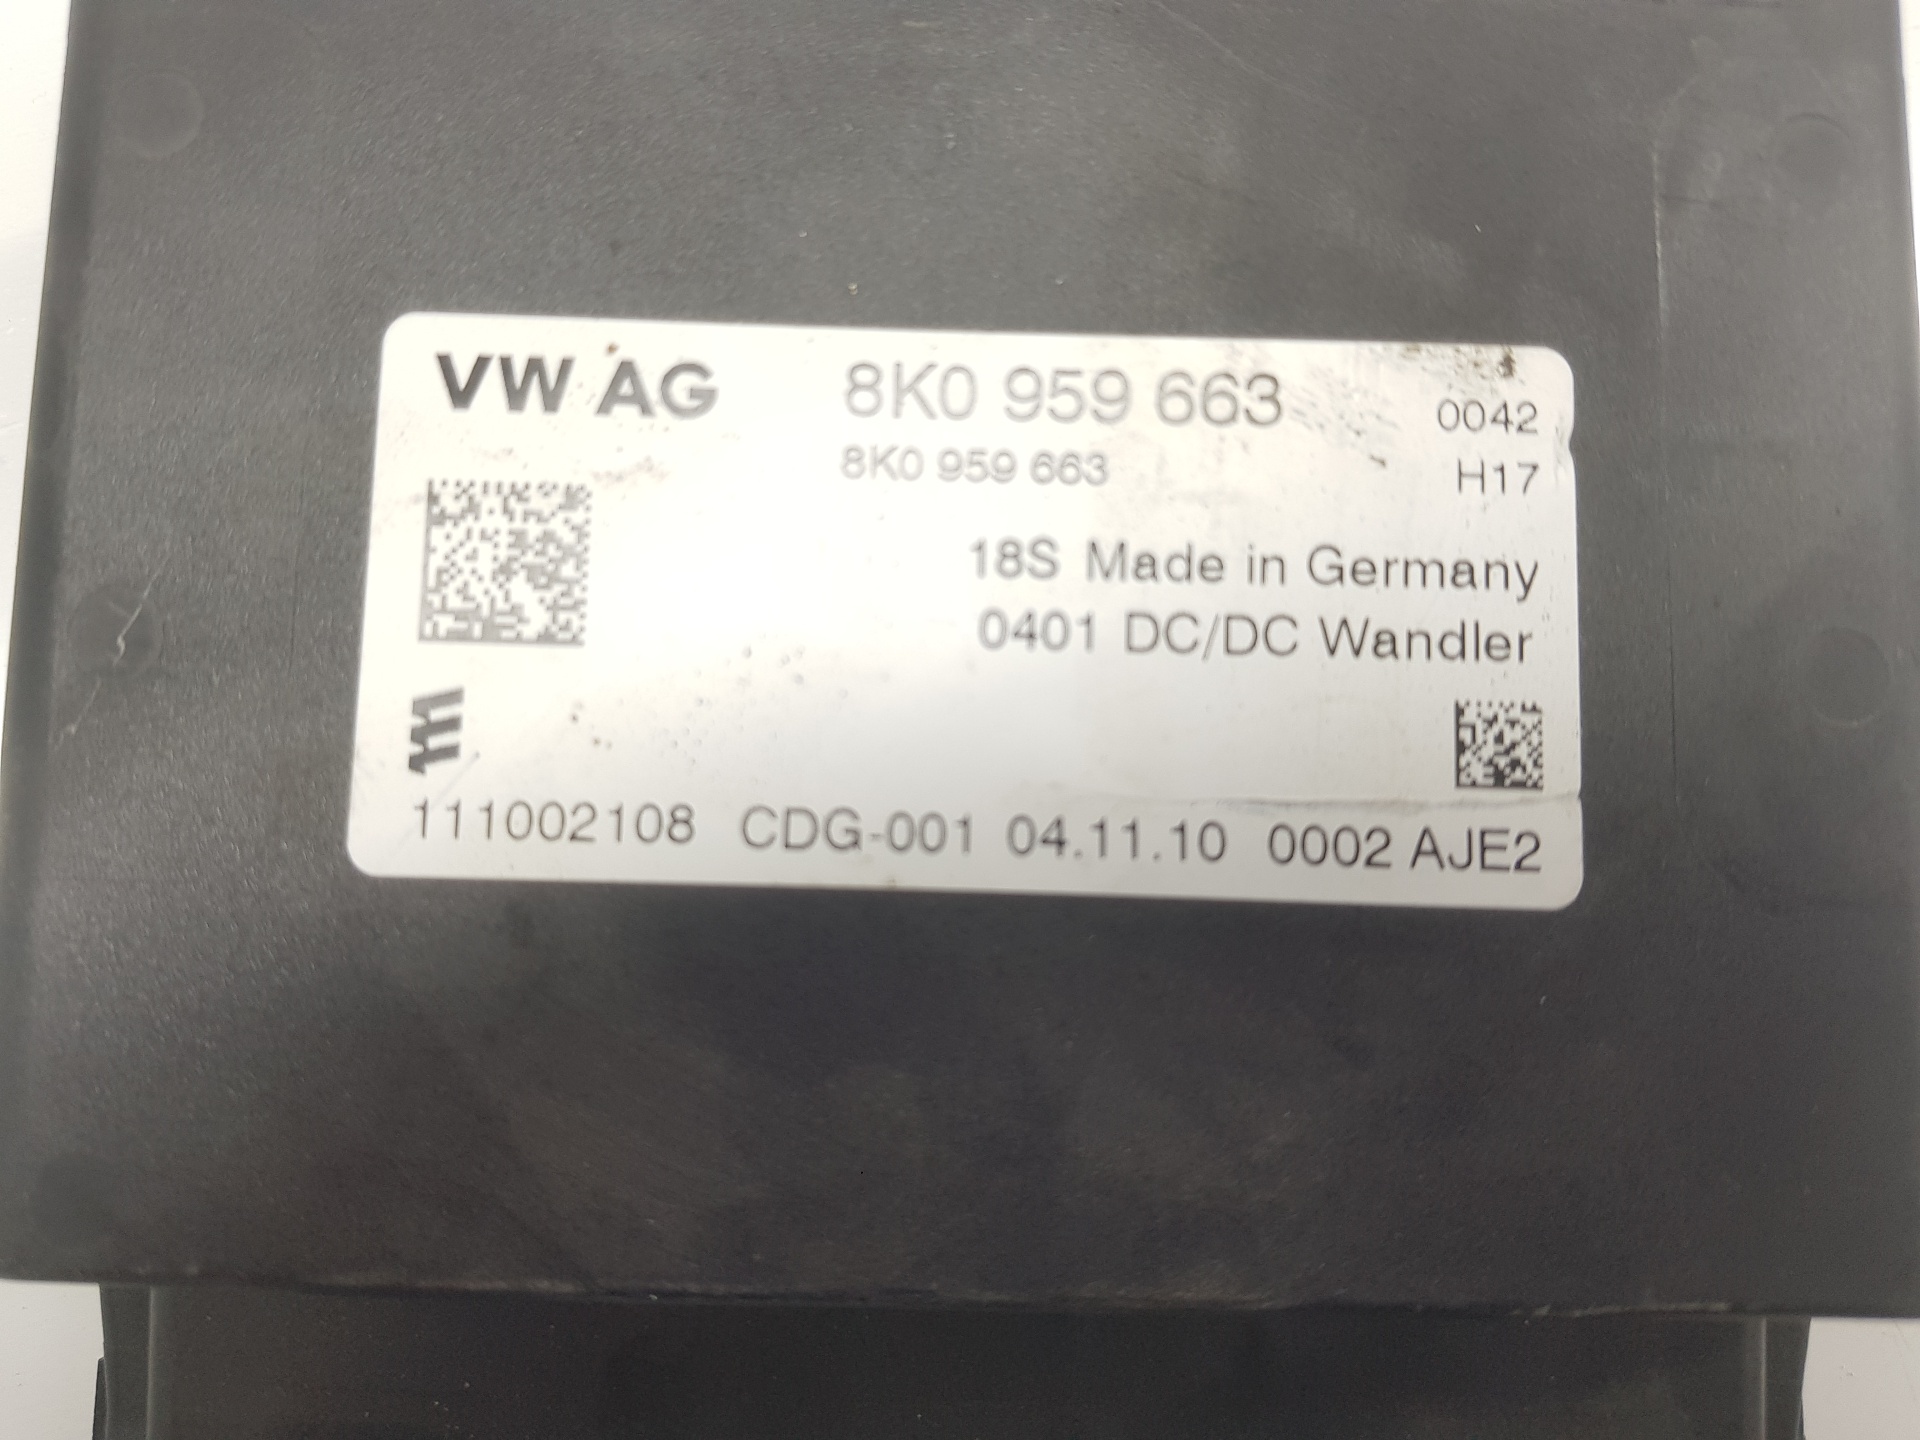 VW AG 8K0 959 663 0042
8K0 959 663 H17
18S Made in Germany
0401 DC/DC Wandler
111002108 CDG-001 04.11.10 0002 AJE2